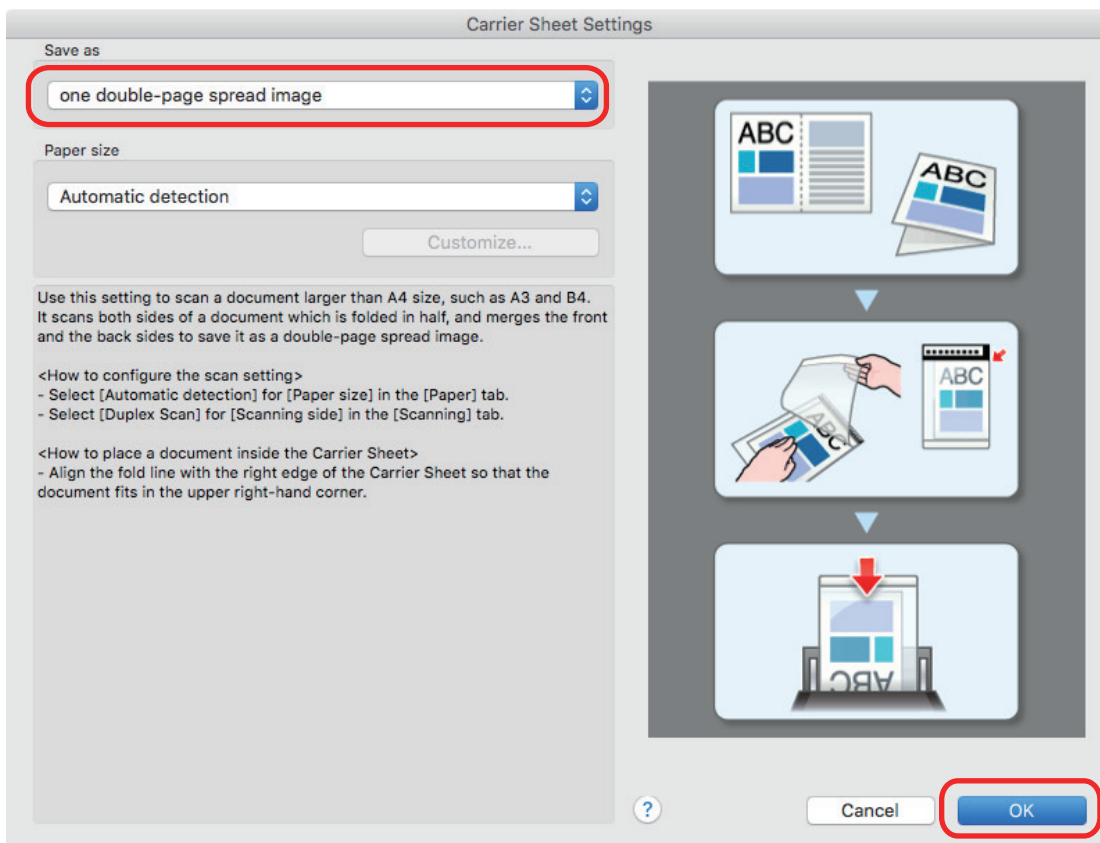 Carrier Sheet Settings
Save as
one double-page spread image
Paper size
Automatic detection
Customize...
Use this setting to scan a document larger than A4 size, such as A3 and B4.
It scans both sides of a document which is folded in half, and merges the front
and the back sides to save it as a double-page spread image.
<How to configure the scan setting>
- Select [Automatic detection] for [Paper size] in the [Paper] tab.
- Select [Duplex Scan] for [Scanning side] in the [Scanning] tab.
<How to place a document inside the Carrier Sheet>
- Align the fold line with the right edge of the Carrier Sheet so that the
document fits in the upper right-hand corner.
ABC
ABC
ABC
ABC
ABC
?
Cancel
OK